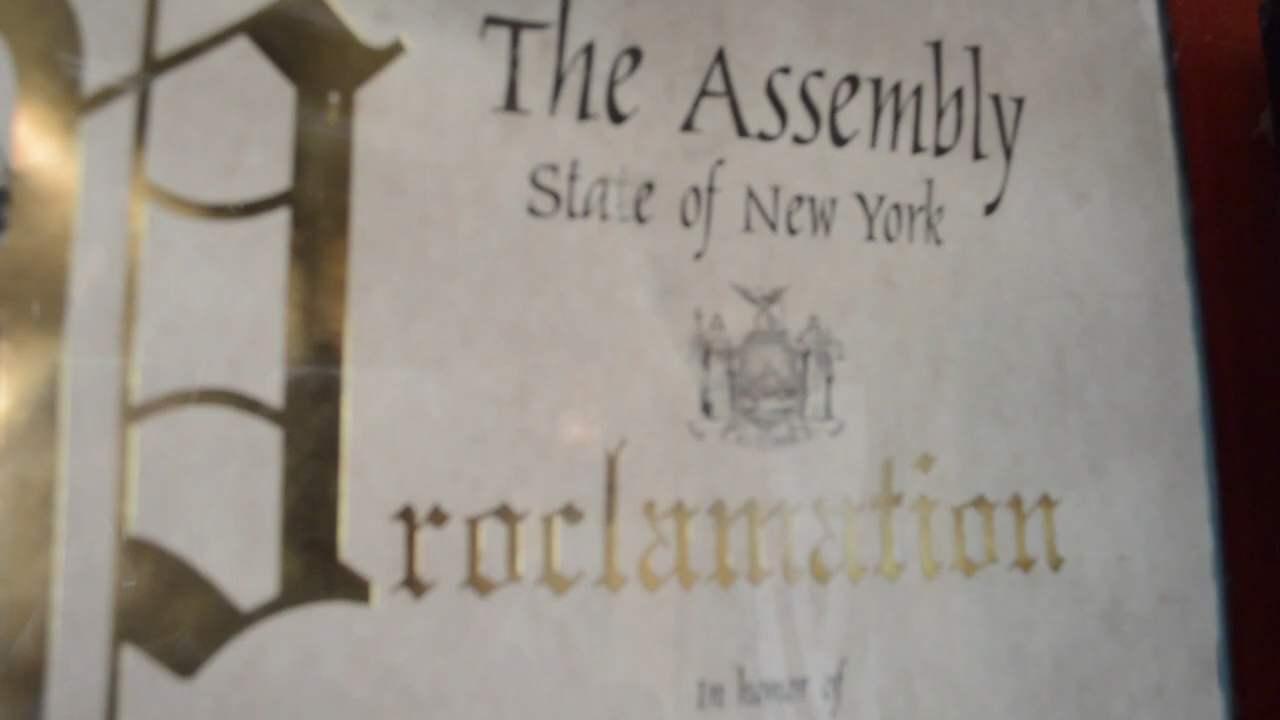 The Assembly
State of New York
Proclamation
in honor of